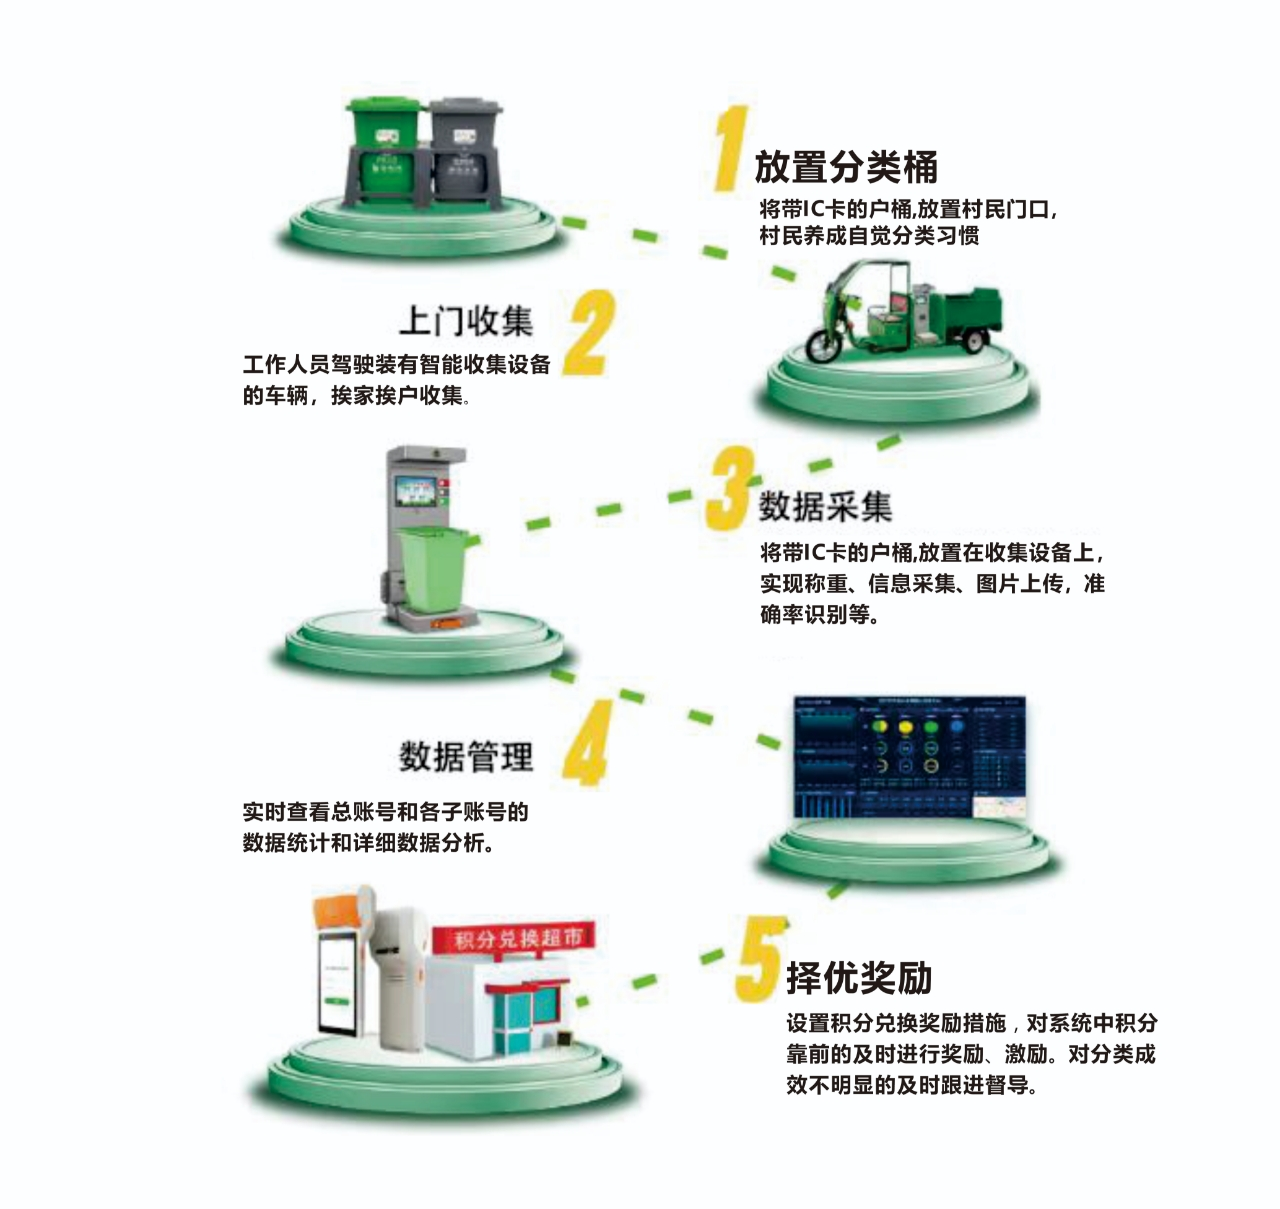 1
放置分类桶
将带IC卡的户桶,放置村民门口,
村民养成自觉分类习惯
2
上门收集
工作人员驾驶装有智能收集设备
的车辆，挨家挨户收集。
3
数据采集
将带IC卡的户桶,放置在收集设备上，
实现称重、信息采集、图片上传，准
确率识别等。
4
数据管理
实时查看总账号和各子账号的
数据统计和详细数据分析。
积分兑换超市
5
择优奖励
设置积分兑换奖励措施，对系统中积分
靠前的及时进行奖励、激励。对分类成
效不明显的及时跟进督导。